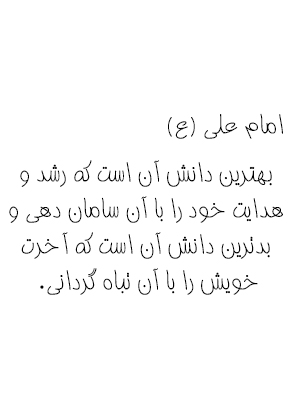 امام علی (ع)
بهترین دانش آن است که رشد و
هدایت خود را با آن سامان دهی و
بدترین دانش آن است که آخرت
خویش را با آن تباه گردانی.